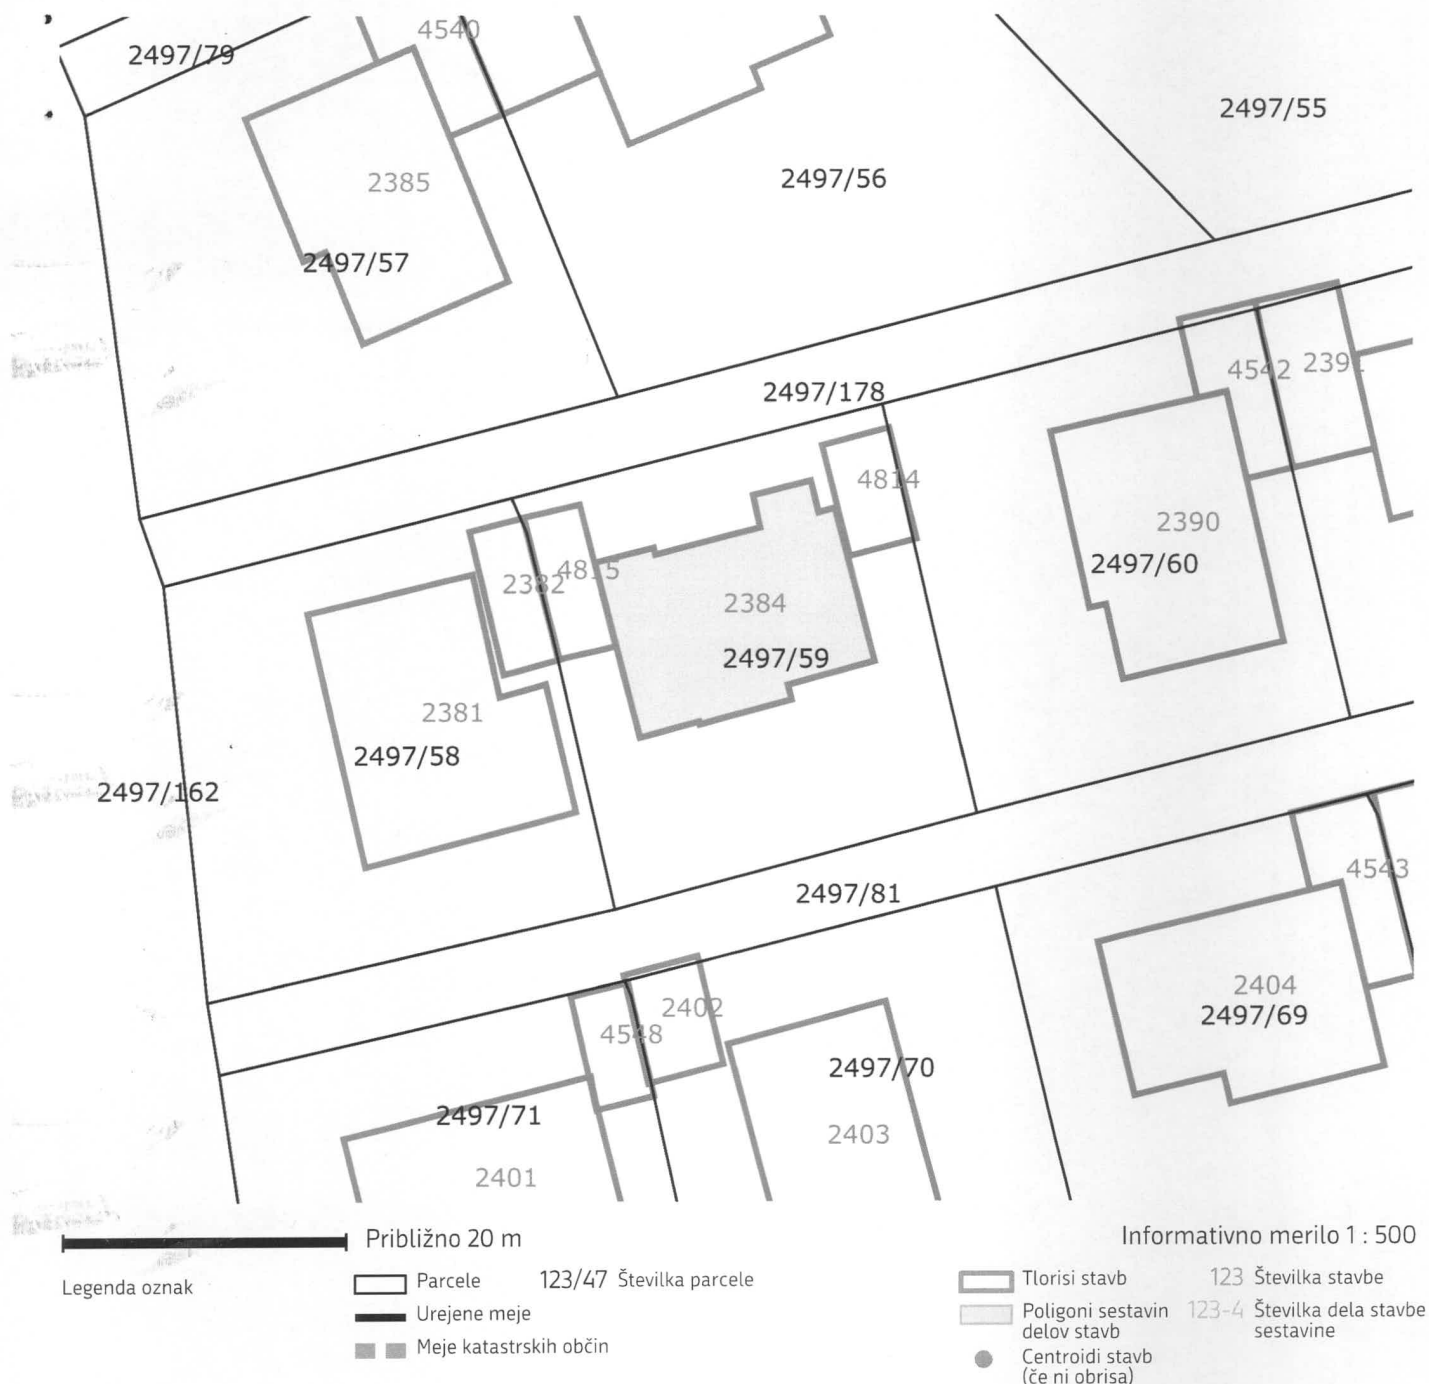 4540
2497/79
2497/55
2385
2497/56
2497/57
4542
2391
2497/178
4814
2390
2497/60
4815
2382
2384
2497/59
2381
2497/58
2497/162
4543
2497/81
2404
2402
2497/69
4548
2497/70
2497/71
2403
2401
Približno 20 m
Informativno merilo 1 : 500
Legenda oznak
Parcele
123/47 Številka parcele
Urejene meje
Meje katastrskih občin
Tlorisi stavb
123 Številka stavbe
Poligoni sestavin
delov stavb
123-4 Številka dela stavbe
sestavine
Centroidi stavb
(če ni obrisa)